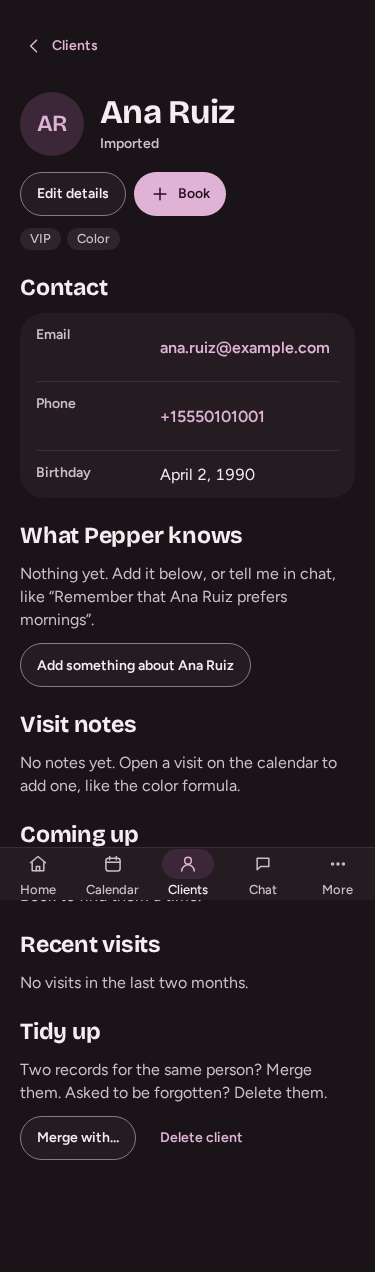 Clients
AR
Ana Ruiz
Imported
Edit details
Book
VIP
Color
Contact
Email
ana.ruiz@example.com
Phone
+15550101001
Birthday
April 2, 1990
What Pepper knows
Nothing yet. Add it below, or tell me in chat,
like “Remember that Ana Ruiz prefers
mornings”.
Add something about Ana Ruiz
Visit notes
No notes yet. Open a visit on the calendar to
add one, like the color formula.
Coming up
Home
Calendar
Clients
Chat
More
Recent visits
No visits in the last two months.
Tidy up
Two records for the same person? Merge
them. Asked to be forgotten? Delete them.
Merge with...
Delete client